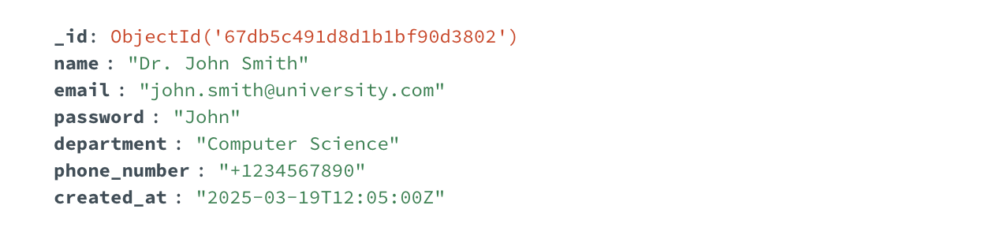 _id: ObjectId('67db5c491d8d1b1bf90d3802')
name : "Dr. John Smith"
email : "john.smith@university.com"
password : "John"
department : "Computer Science"
phone_number : "+1234567890"
created_at : "2025-03-19T12:05:00Z"